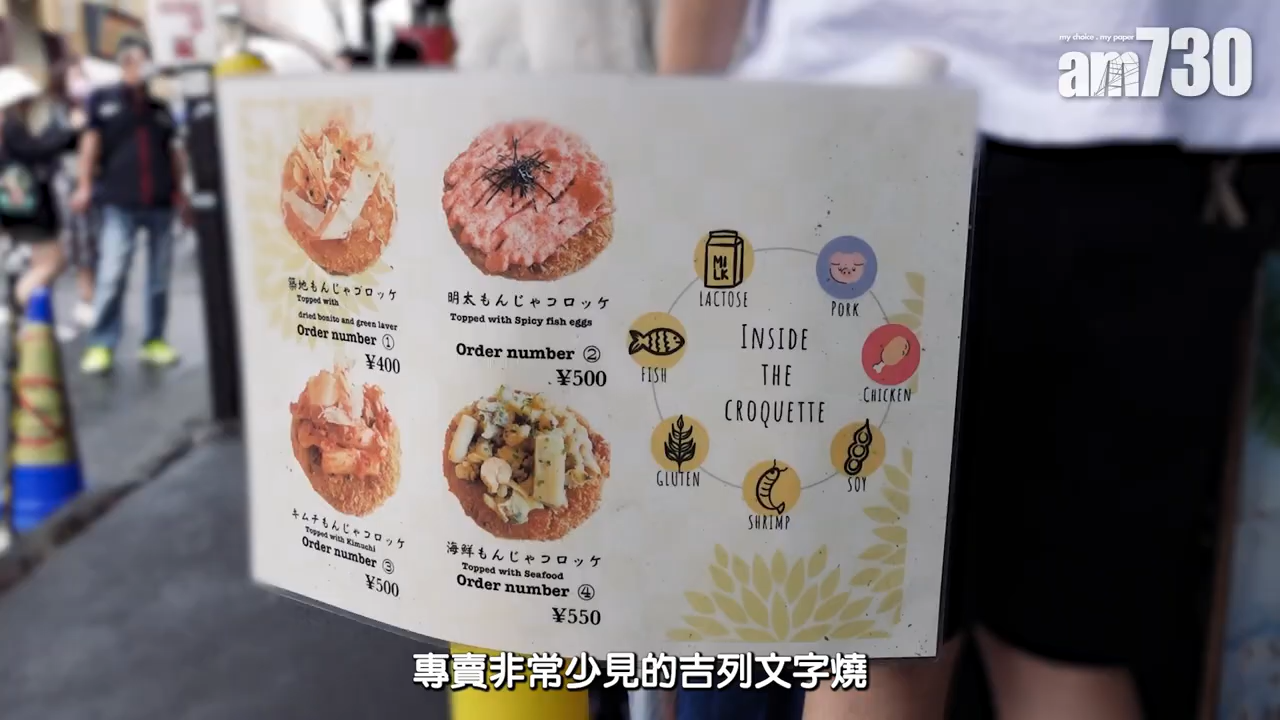 my choice . my paper
am730
築地もんじゃコロッケ
Topped with
dried bonito and green laver
Order number ①
¥400
明太もんじゃコロッケ
Topped with Spicy fish eggs
Order number ②
¥500
キムチもんじゃコロッケ
Topped with Kimuchi
Order number ③
¥500
海鮮もんじゃコロッケ
Topped with Seafood
Order number ④
¥550
INSIDE
THE
CROQUETTE
MILK
LACTOSE
PORK
CHICKEN
SOY
SHRIMP
GLUTEN
FISH
專賣非常少見的吉列文字燒